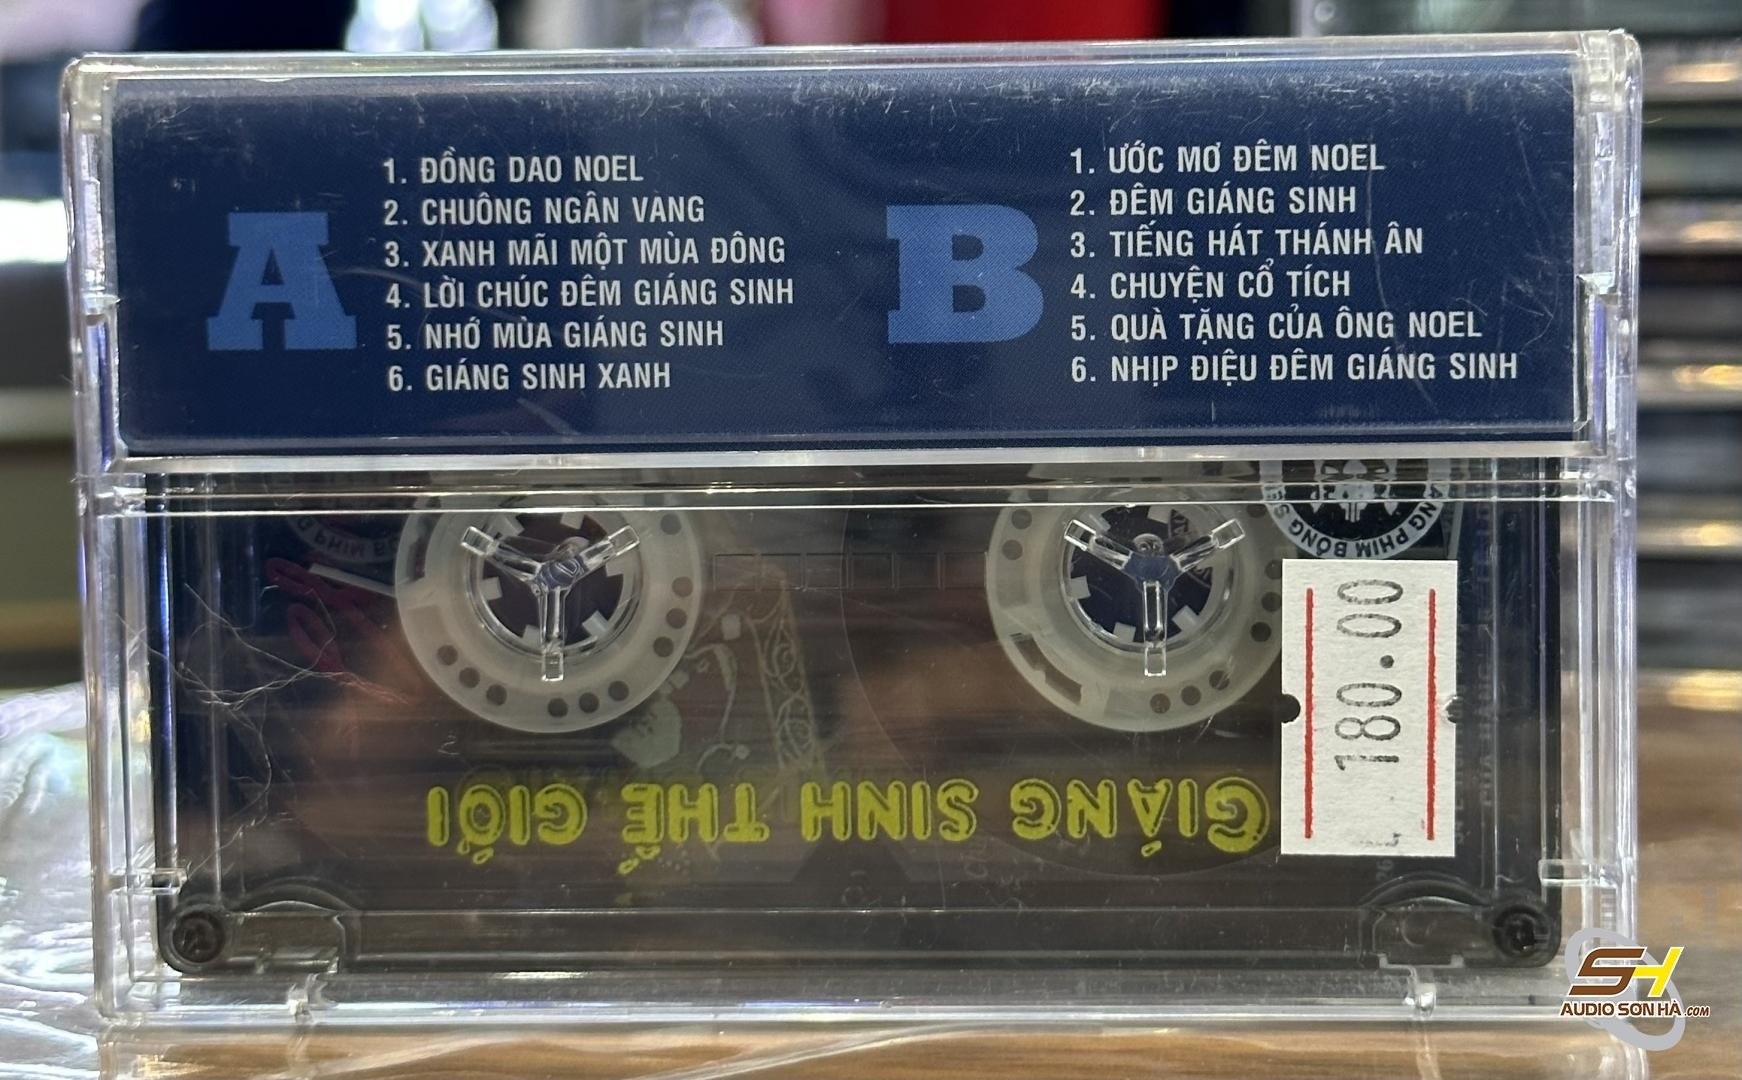 A
1. ĐỒNG DAO NOEL
2. CHUÔNG NGÂN VANG
3. XANH MÃI MỘT MÙA ĐÔNG
4. LỜI CHÚC ĐÊM GIÁNG SINH
5. NHỚ MÙA GIÁNG SINH
6. GIÁNG SINH XANH
B
1. ƯỚC MƠ ĐÊM NOEL
2. ĐÊM GIÁNG SINH
3. TIẾNG HÁT THÁNH ÂN
4. CHUYỆN CỔ TÍCH
5. QUÀ TẶNG CỦA ÔNG NOEL
6. NHỊP ĐIỆU ĐÊM GIÁNG SINH
PHIM BÔNG
180.00
GIÁNG SINH THẾ GIỚI
SH
AUDIO SƠN HÀ.COM